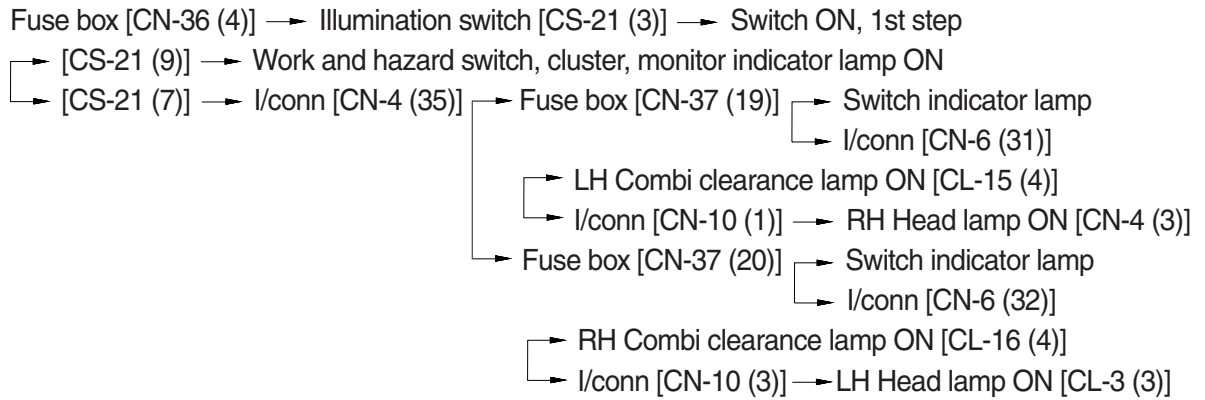 Fuse box [CN-36 (4)] → Illumination switch [CS-21 (3)] → Switch ON, 1st step
→ [CS-21 (9)] → Work and hazard switch, cluster, monitor indicator lamp ON
→ [CS-21 (7)] → I/conn [CN-4 (35)] → Fuse box [CN-37 (19)] → Switch indicator lamp
→ I/conn [CN-6 (31)]
→ LH Combi clearance lamp ON [CL-15 (4)]
→ I/conn [CN-10 (1)] → RH Head lamp ON [CN-4 (3)]
→ Fuse box [CN-37 (20)] → Switch indicator lamp
→ I/conn [CN-6 (32)]
→ RH Combi clearance lamp ON [CL-16 (4)]
→ I/conn [CN-10 (3)] → LH Head lamp ON [CL-3 (3)]